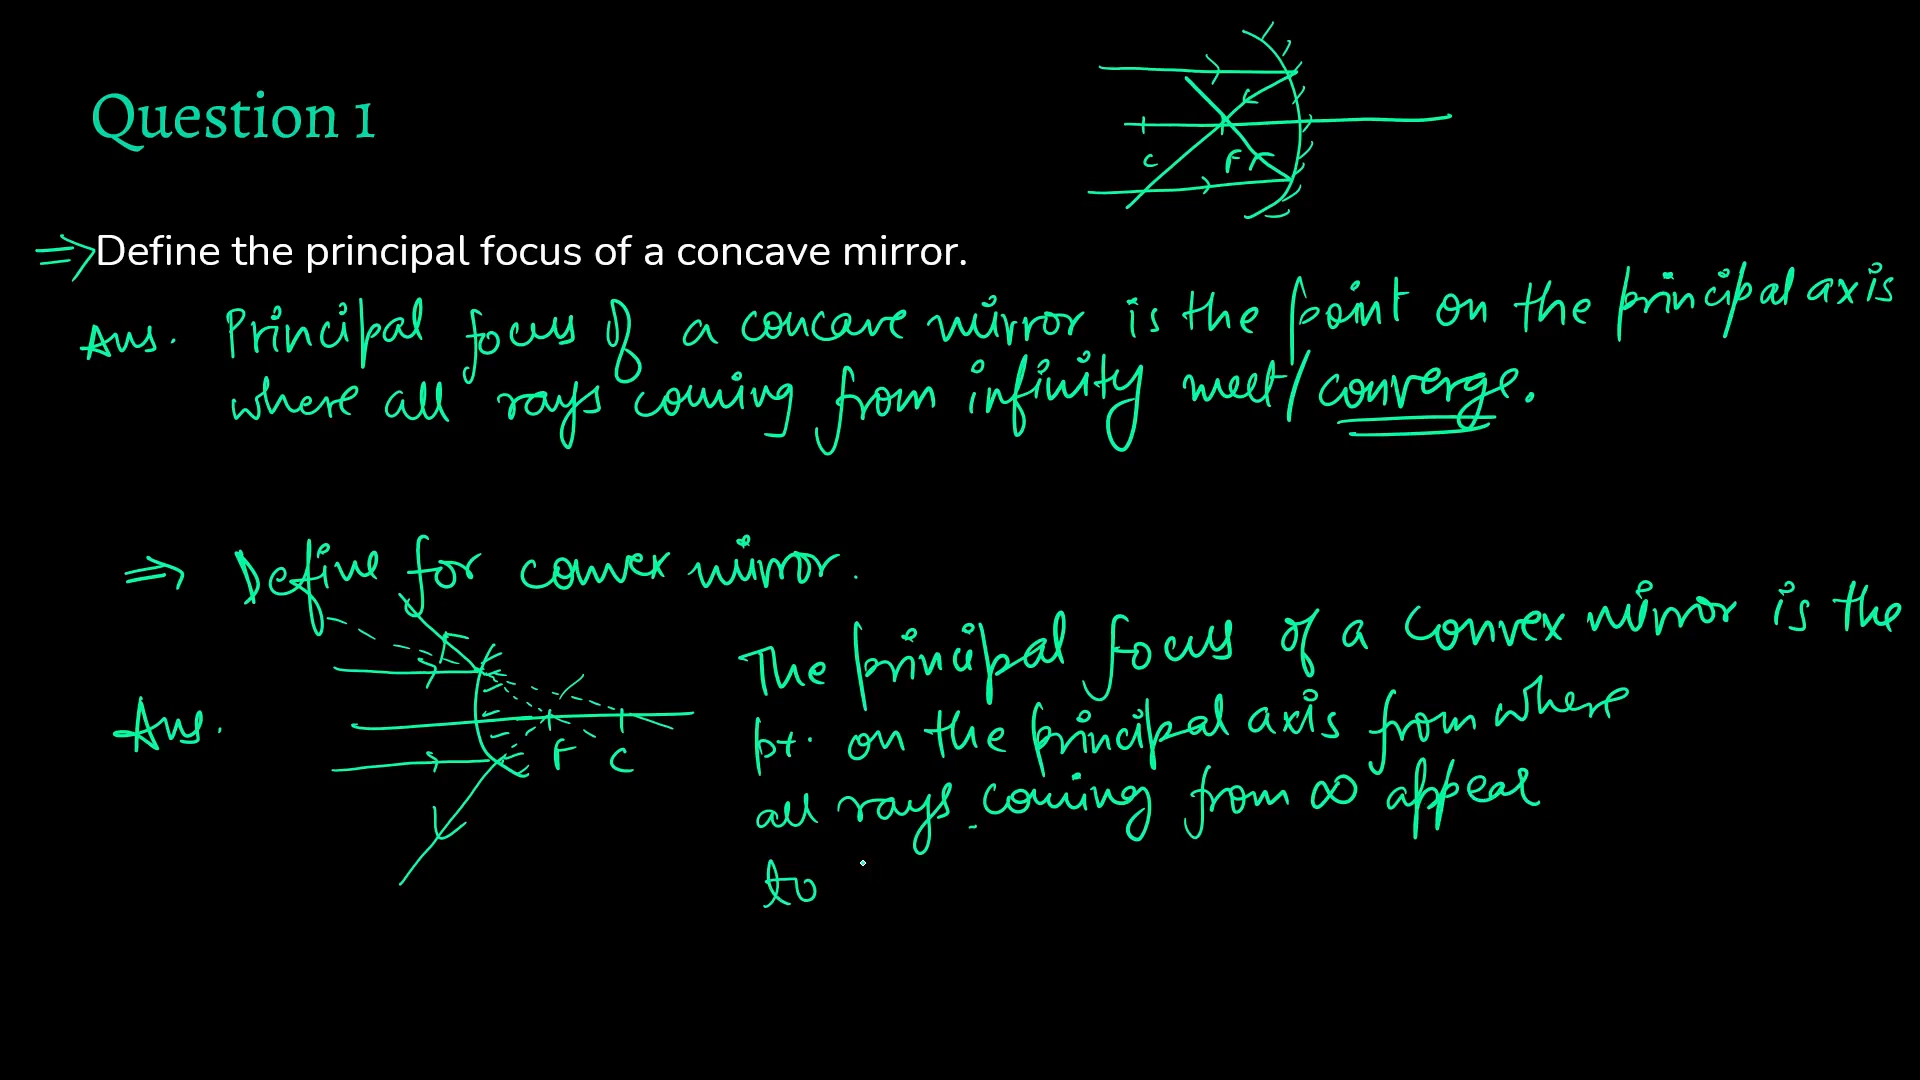 Question 1
C
F
Define the principal focus of a concave mirror.
Ans. Principal focus of a concave mirror is the point on the principal axis
where all rays coming from infinity meet/converge.
⇒ Define for convex mirror.
Ans.
F C
The principal focus of a convex mirror is the
pt. on the principal axis from where
all rays coming from ∞ appear
to